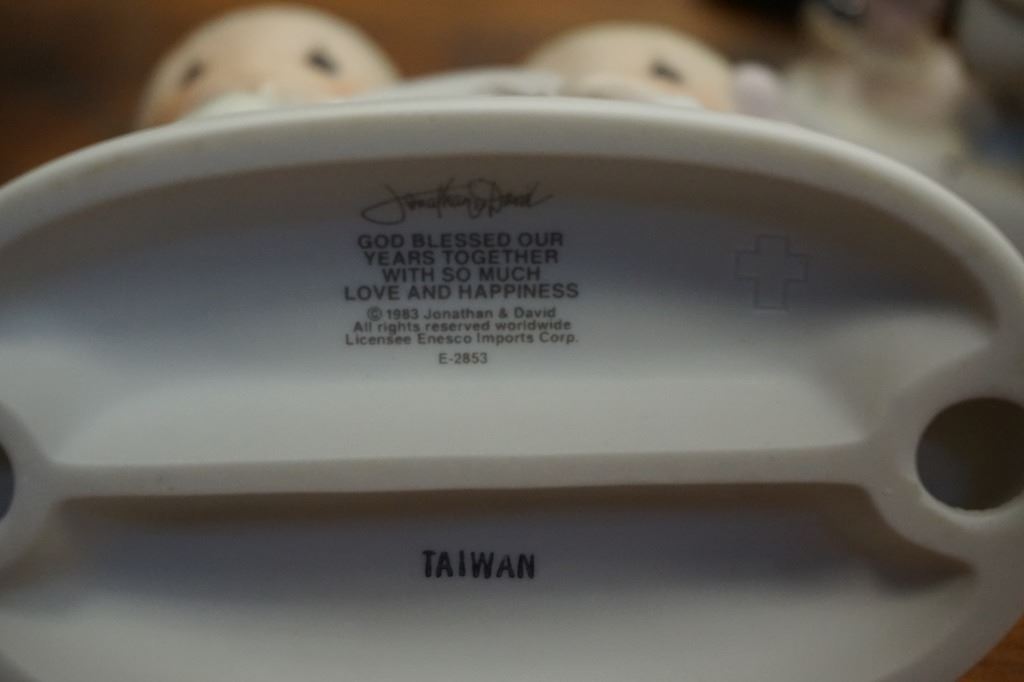 Jonathan & David
GOD BLESSED OUR
YEARS TOGETHER
WITH SO MUCH
LOVE AND HAPPINESS
© 1983 Jonathan & David
All rights reserved worldwide
Licensee Enesco Imports Corp.
E-2853
TAIWAN